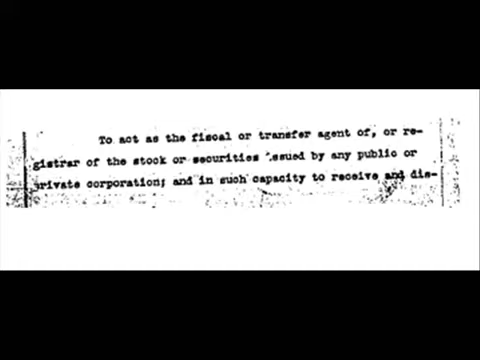 To act as the fiscal or transfer agent of, or re-
gistrar of the stock or securities issued by any public or
private corporation; and in such capacity to receive and dis-